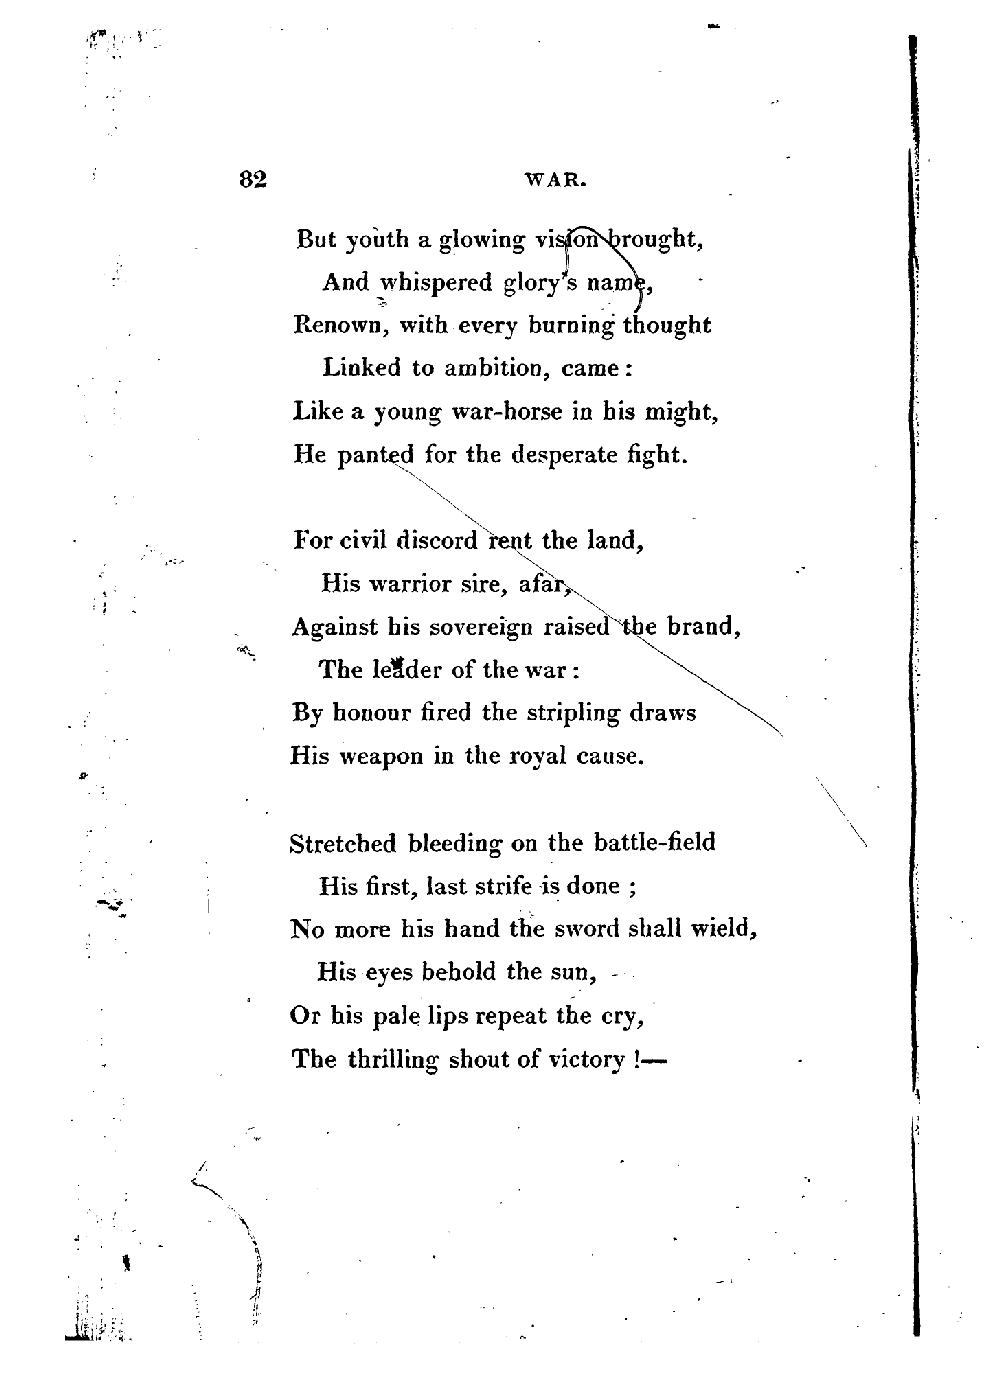 82 WAR.
But youth a glowing vision brought,
And whispered glory's name,
Renown, with every burning thought
Linked to ambition, came:
Like a young war-horse in his might,
He panted for the desperate fight.
For civil discord rent the land,
His warrior sire, afar,
Against his sovereign raised the brand,
The leader of the war:
By honour fired the stripling draws
His weapon in the royal cause.
Stretched bleeding on the battle-field
His first, last strife is done;
No more his hand the sword shall wield,
His eyes behold the sun,
Or his pale lips repeat the cry,
The thrilling shout of victory!—